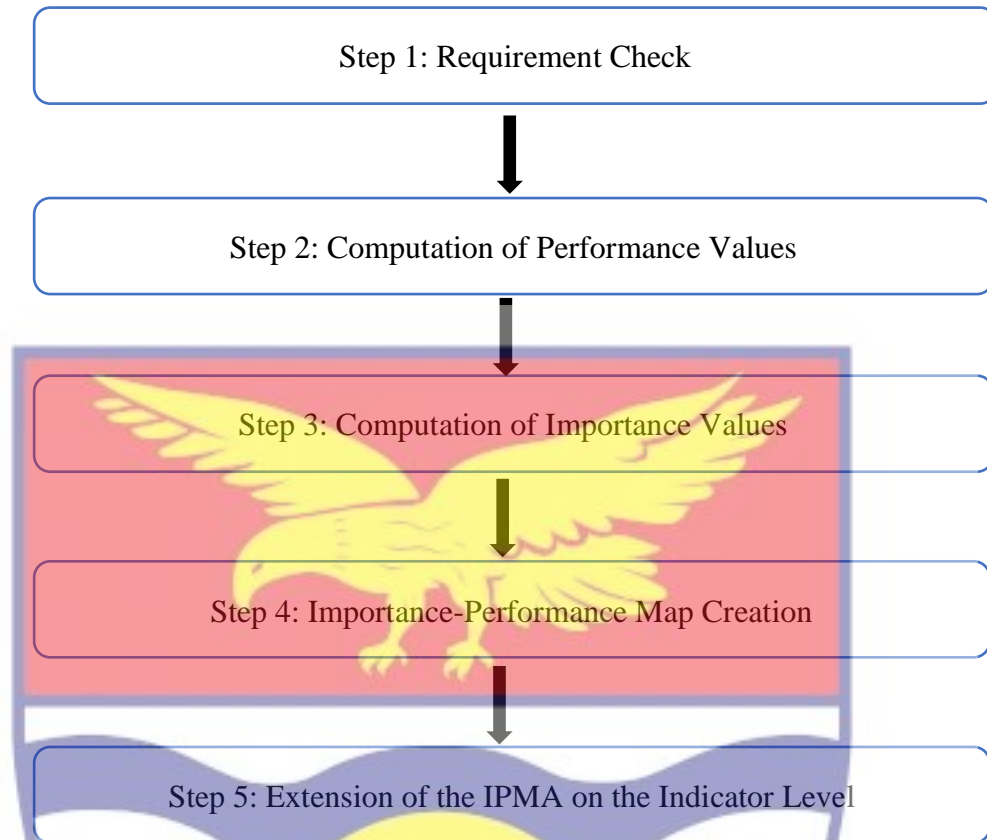 Step 1: Requirement Check
Step 2: Computation of Performance Values
Step 3: Computation of Importance Values
Step 4: Importance-Performance Map Creation
Step 5: Extension of the IPMA on the Indicator Level